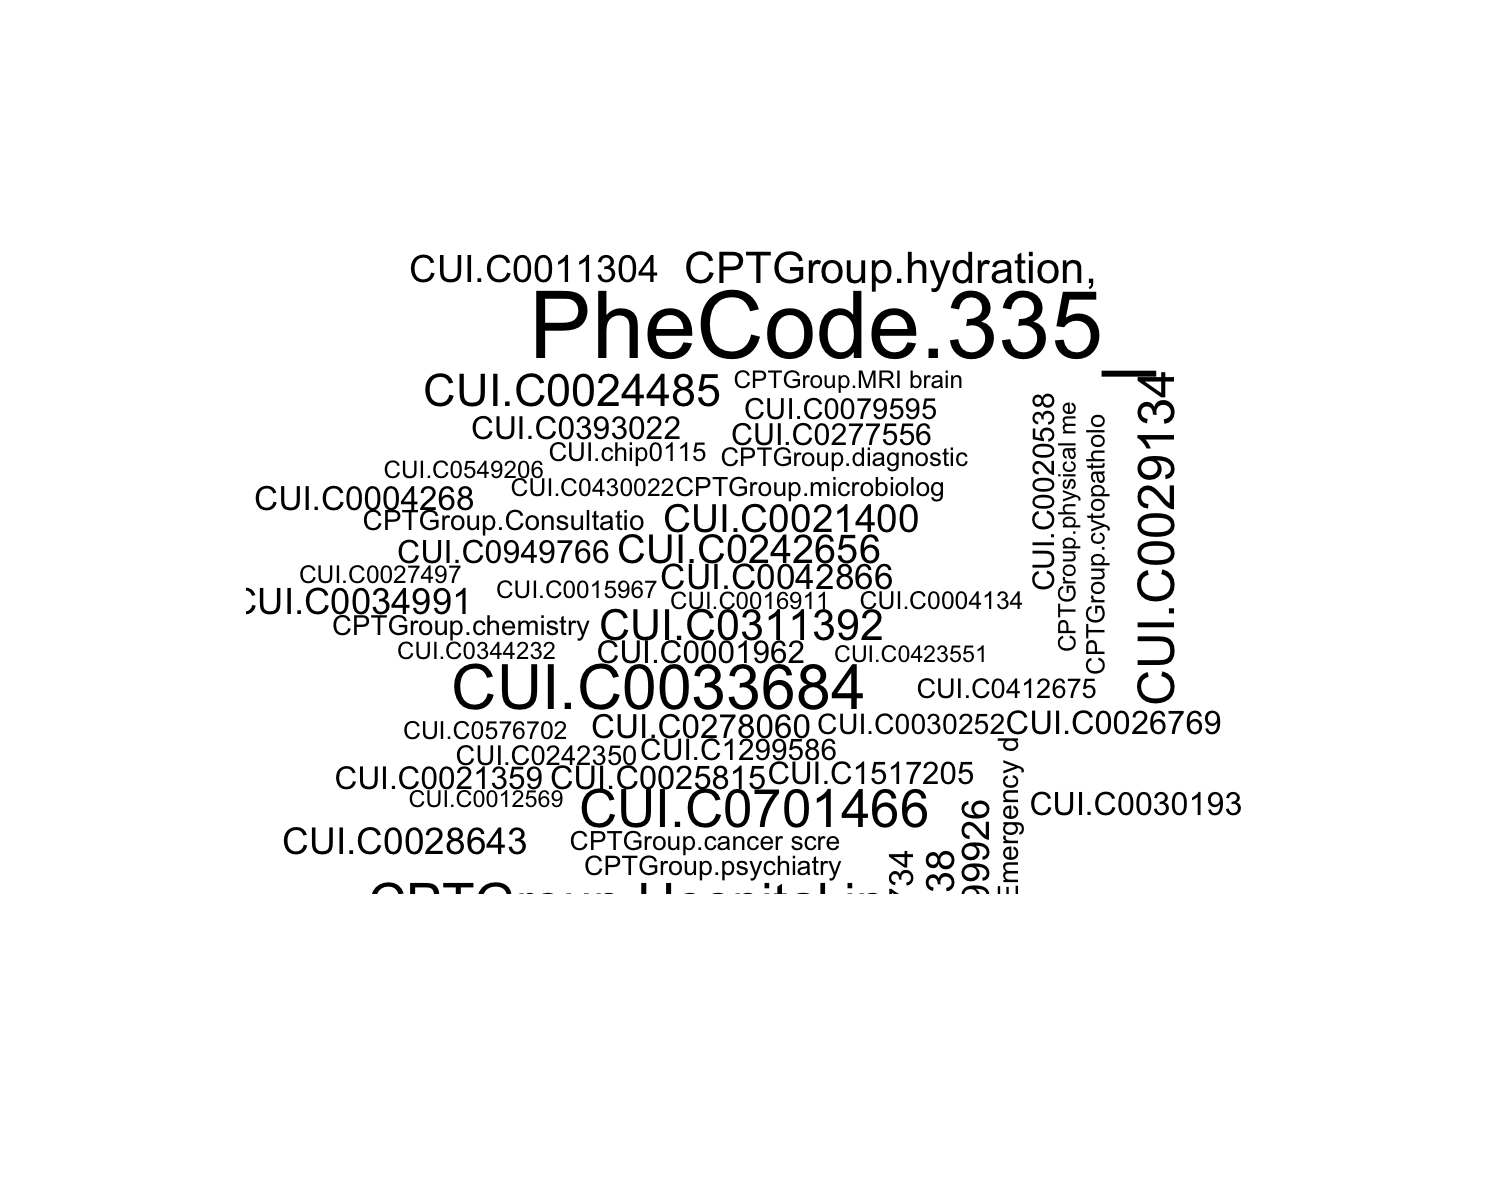 CUI.C0011304 CPTGroup.hydration,
PheCode.335_
CUI.C0024485 CPTGroup.MRI brain
CUI.C0079595
CUI.C0393022 CUI.C0277556
CUI.chip0115 CPTGroup.diagnostic
CUI.C0549206
CUI.C0430022 CPTGroup.microbiolog
CUI.C0004268
CPTGroup.Consultatio CUI.C0021400
CUI.C0949766 CUI.C0242656
CUI.C0027497 CUI.C0042866
CUI.C0015967
CUI.C0034991 CUI.C0016911 CUI.C0004134
CPTGroup.chemistry CUI.C0311392
CUI.C0344232 CUI.C0001962 CUI.C0423551
CUI.C0033684 CUI.C0412675
CUI.C0576702 CUI.C0278060 CUI.C0030252 CUI.C0026769
CUI.C0242350 CUI.C1299586
CUI.C0021359 CUI.C0025815 CUI.C1517205
CUI.C0012569 CUI.C0701466 CUI.C0030193
CUI.C0028643 CPTGroup.cancer scre
CPTGroup.psychiatry
CUI.C0020538
CPTGroup.physical me
CPTGroup.cytopatholo
CUI.C0029134
38
99926
Emergency d